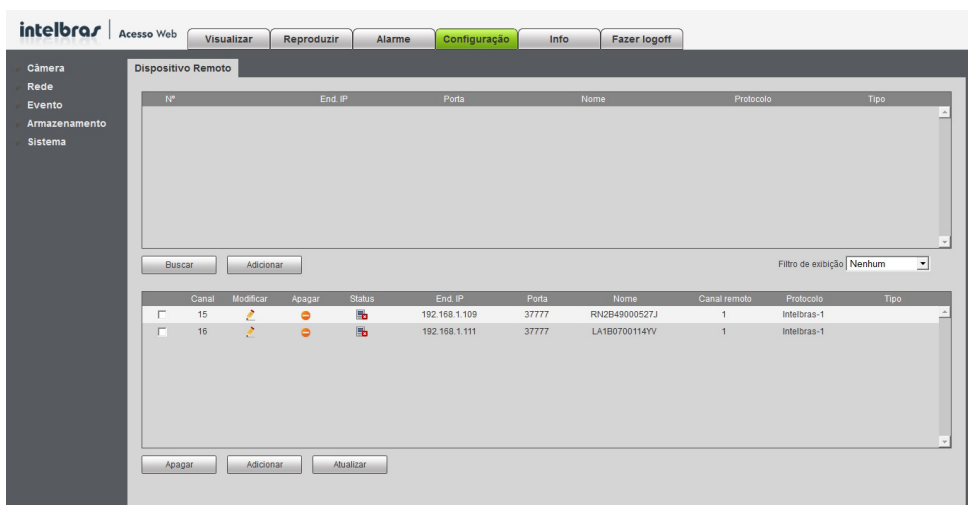 intelbras | Acesso Web Visualizar Reproduzir Alarme Configuração Info Fazer logoff
Câmera
Rede
Evento
Armazenamento
Sistema
Dispositivo Remoto
Nº End. IP Porta Nome Protocolo Tipo
Buscar Adicionar Filtro de exibição Nenhum
Canal Modificar Apagar Status End. IP Porta Nome Canal remoto Protocolo Tipo
15 192.168.1.109 37777 RN2B49000527J 1 Intelbras-1
16 192.168.1.111 37777 LA1B0700114YV 1 Intelbras-1
Apagar Adicionar Atualizar